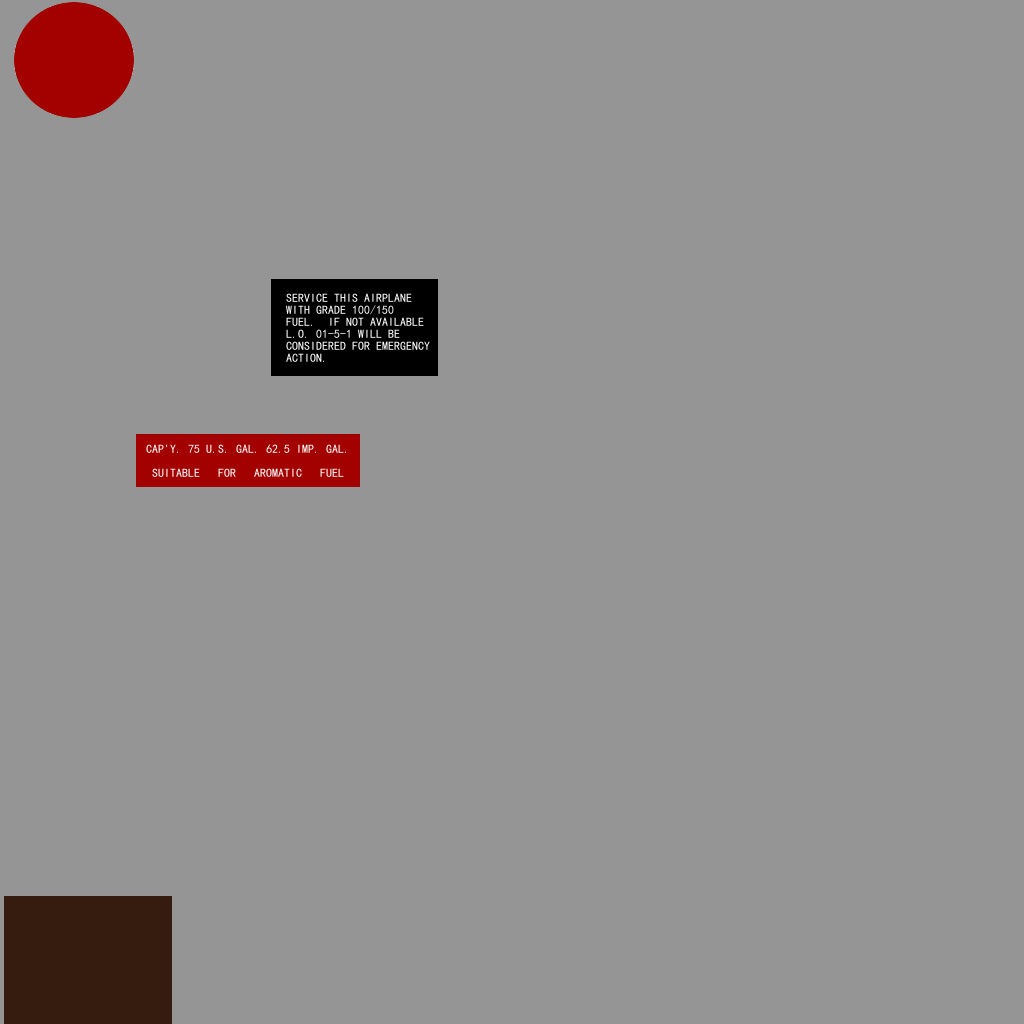 SERVICE THIS AIRPLANE
WITH GRADE 100/150
FUEL. IF NOT AVAILABLE
L.O. 01-5-1 WILL BE
CONSIDERED FOR EMERGENCY
ACTION.
CAP'Y. 75 U.S. GAL. 62.5 IMP. GAL.
SUITABLE FOR AROMATIC FUEL